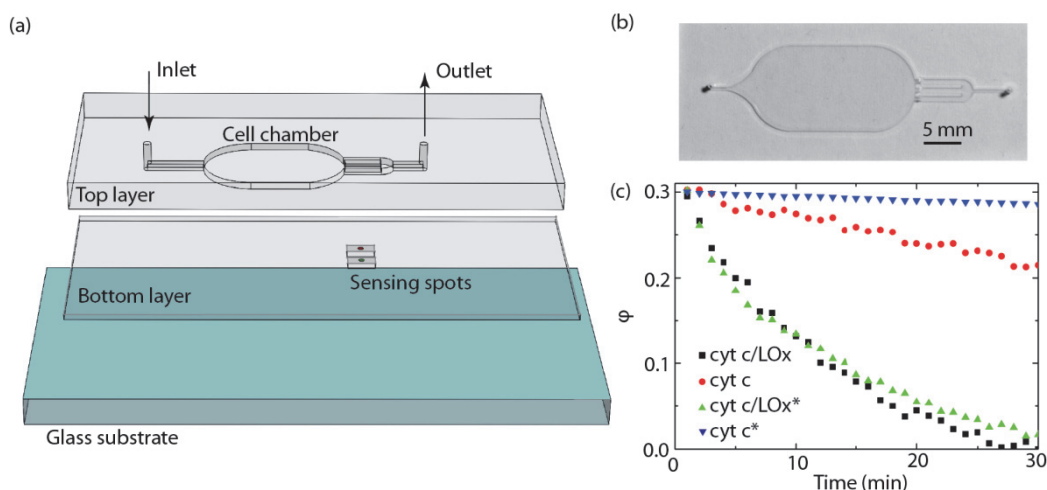 (a)
Inlet
Outlet
Cell chamber
Top layer
Sensing spots
Bottom layer
Glass substrate
(b)
5 mm
(c)
0.3
0.2
0.1
0.0
φ
cyt c/LOx
cyt c
cyt c/LOx*
cyt c*
0
10
20
30
Time (min)